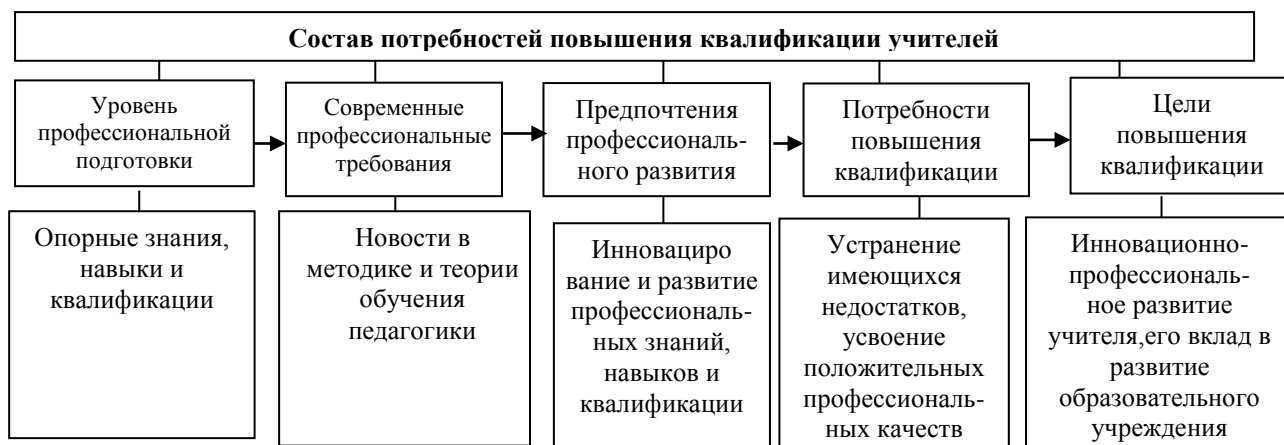 Состав потребностей повышения квалификации учителей
Уровень
профессиональной
подготовки
Современные
профессиональные
требования
Предпочтения
профессиональ-
ного развития
Потребности
повышения
квалификации
Цели
повышения
квалификации
Опорные знания,
навыки и
квалификации
Новости в
методике и теории
обучения
педагогики
Инновациро
вание и развитие
профессиональ-
ных знаний,
навыков и
квалификации
Устранение
имеющихся
недостатков,
усвоение
положительных
профессиональ-
ных качеств
Инновационно-
профессиональ-
ное развитие
учителя,его вклад в
развитие
образовательного
учреждения